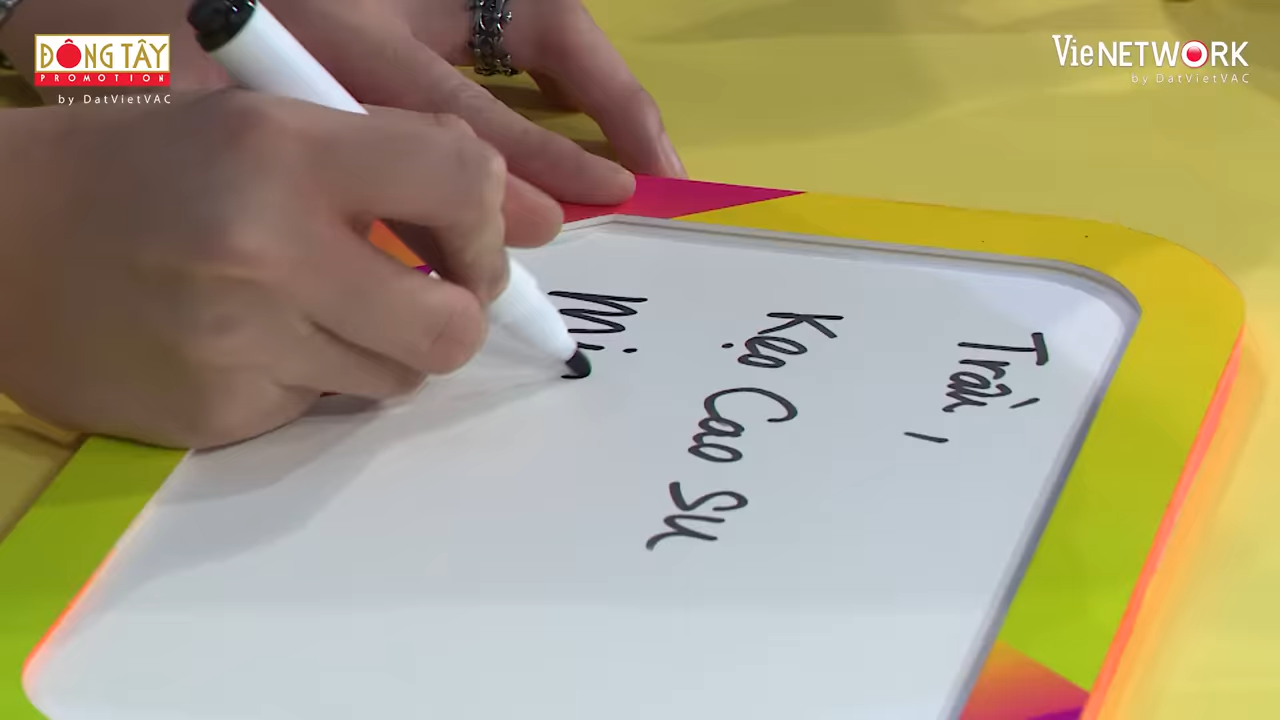 ĐÔNG TÂY
PROMOTION
by DatVietVAC
VieNETWORK
by DatVietVAC
Trái -
Kẹo Cao Su